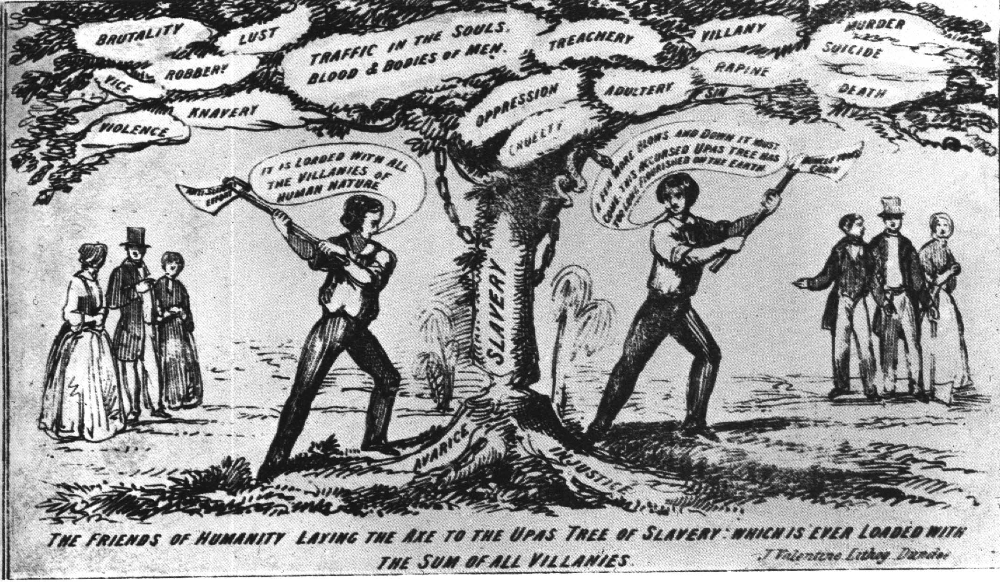 BRUTALITY
LUST
ROBBERY
VICE
KNAVERY
VIOLENCE
TRAFFIC IN THE SOULS.
BLOOD & BODIES OF MEN.
TREACHERY
VILLANY
MURDER
SUICIDE
RAPINE
DEATH
ADULTERY
SIN
OPPRESSION
CRUELTY
IT IS LOADED WITH ALL
THE VILLANIES OF
HUMAN NATURE
A FEW MORE BLOWS AND DOWN IT MUST
COME. THIS ACCURSED UPAS TREE HAS
TOO LONG FLOURISHED ON THE EARTH.
ANTI-SLAVERY
EFFORT
UNKLE TOM'S
CABIN
SLAVERY
AVARICE
INJUSTICE
THE FRIENDS OF HUMANITY LAYING THE AXE TO THE UPAS TREE OF SLAVERY: WHICH IS EVER LOADED WITH
THE SUM OF ALL VILLANIES.
J Valentine Lithog Dundee